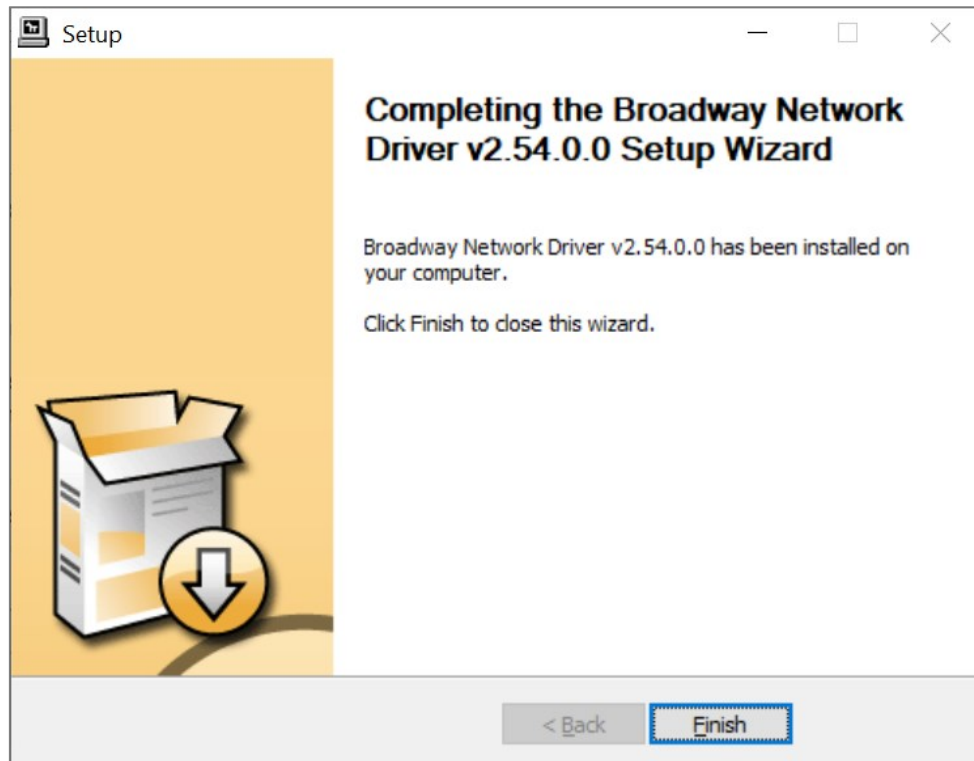 Setup
Completing the Broadway Network
Driver v2.54.0.0 Setup Wizard
Broadway Network Driver v2.54.0.0 has been installed on
your computer.
Click Finish to close this wizard.
< Back
Finish